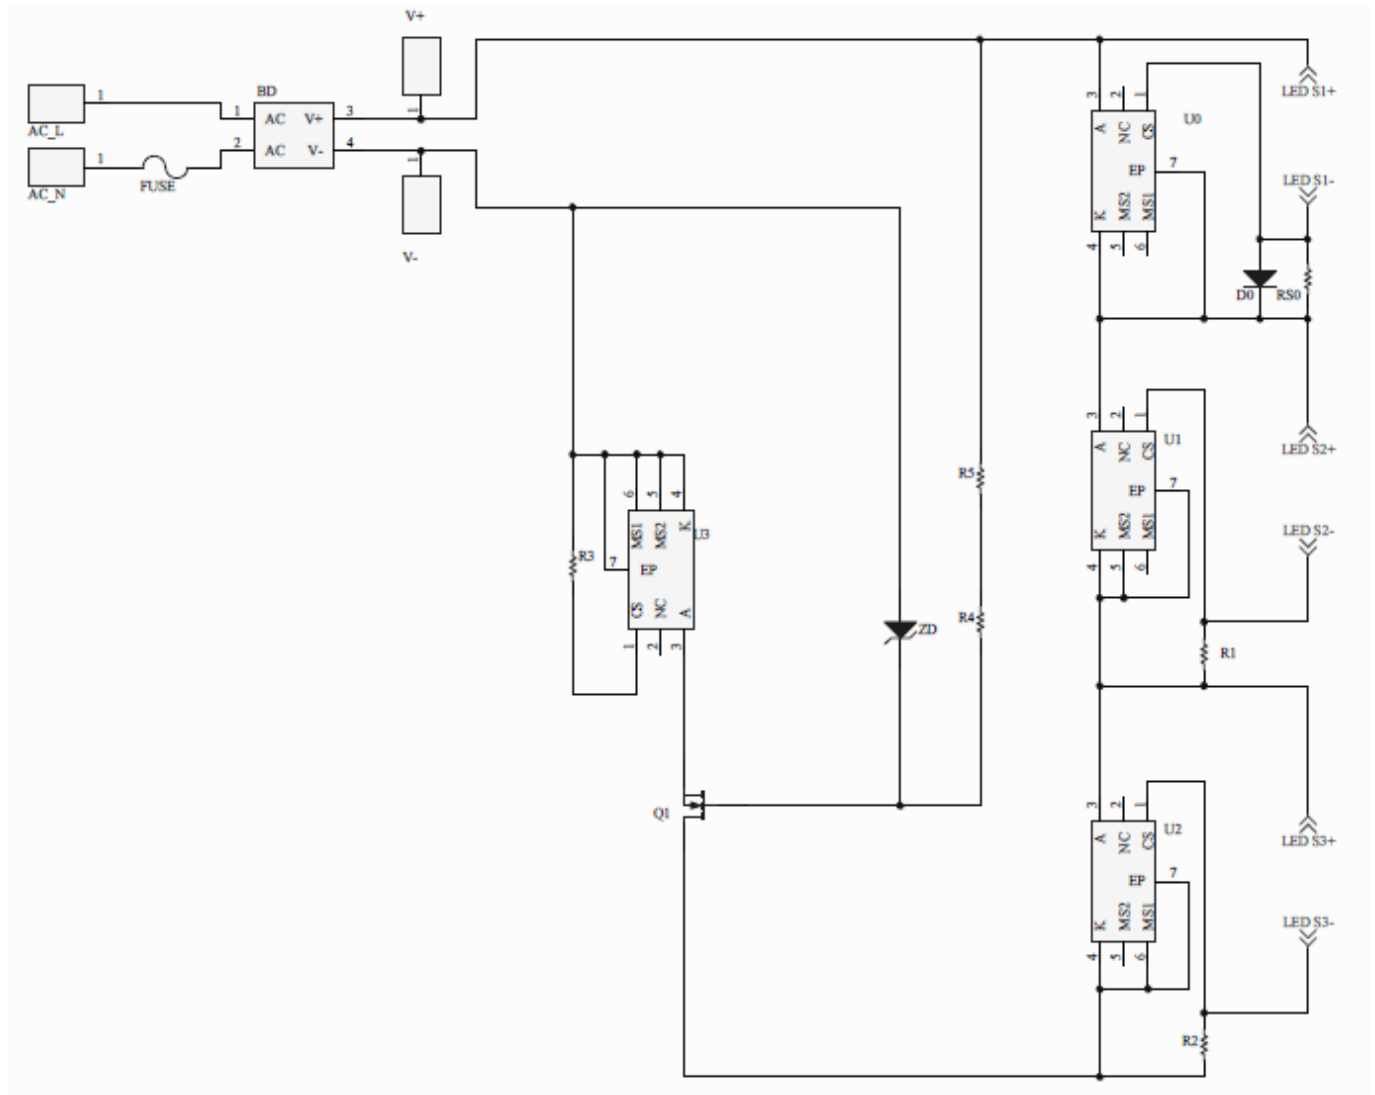 V+
AC_L
1
AC_N
1
FUSE
BD
1
2
AC V+
AC V-
3
4
1
1
V-
3
2
1
A
NC
CS
U0
EP
7
K
MS2
MS1
4
5
6
LED S1+
LED S1-
D0
RS0
3
2
1
A
NC
CS
U1
EP
7
K
MS2
MS1
4
5
6
LED S2+
LED S2-
R1
R5
R4
ZD
R3
6
5
4
MS1
MS2
K
U3
7
EP
CS
NC
A
1
2
3
Q1
3
2
1
A
NC
CS
U2
EP
7
K
MS2
MS1
4
5
6
LED S3+
LED S3-
R2